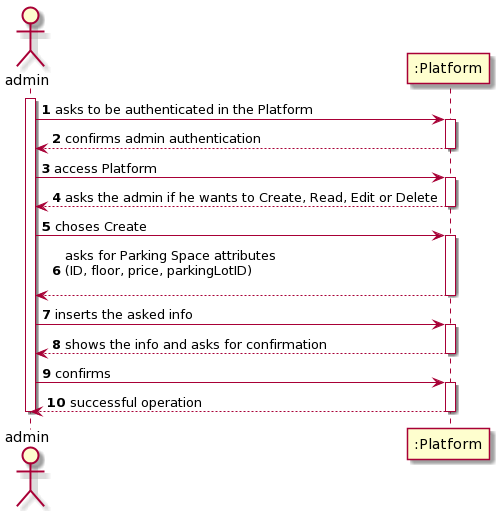 admin
:Platform
1 asks to be authenticated in the Platform
2 confirms admin authentication
3 access Platform
4 asks the admin if he wants to Create, Read, Edit or Delete
5 choses Create
asks for Parking Space attributes
6 (ID, floor, price, parkingLotID)
7 inserts the asked info
8 shows the info and asks for confirmation
9 confirms
10 successful operation
admin
:Platform